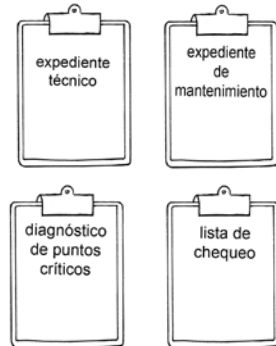 expediente
técnico
expediente
de
mantenimiento
diagnóstico
de puntos
críticos
lista de
chequeo